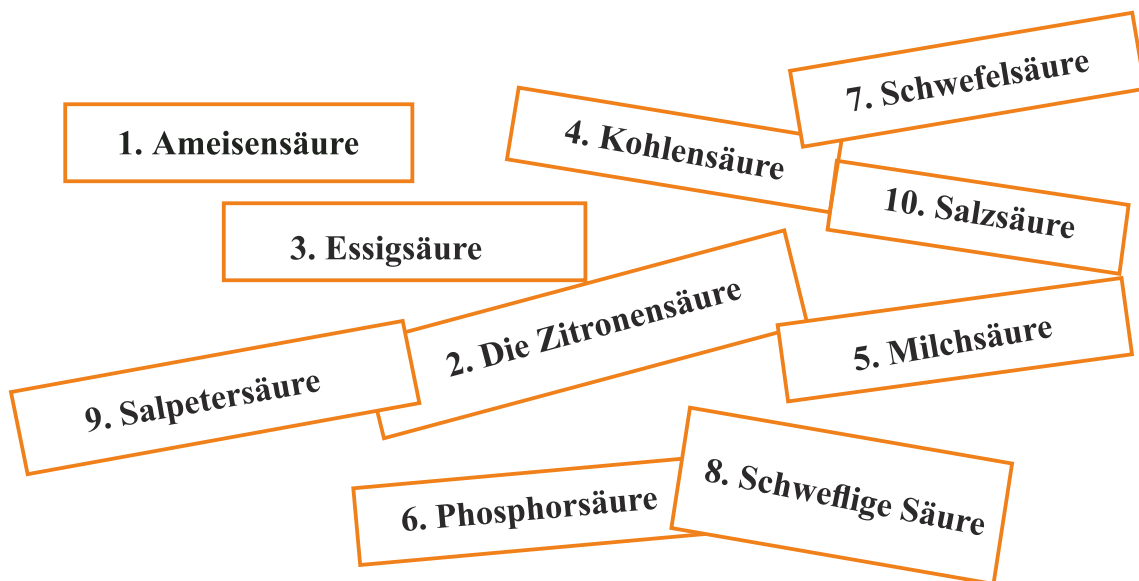 7. Schwefelsäure
1. Ameisensäure
4. Kohlensäure
10. Salzsäure
3. Essigsäure
2. Die Zitronensäure
5. Milchsäure
9. Salpetersäure
6. Phosphorsäure
8. Schweflige Säure